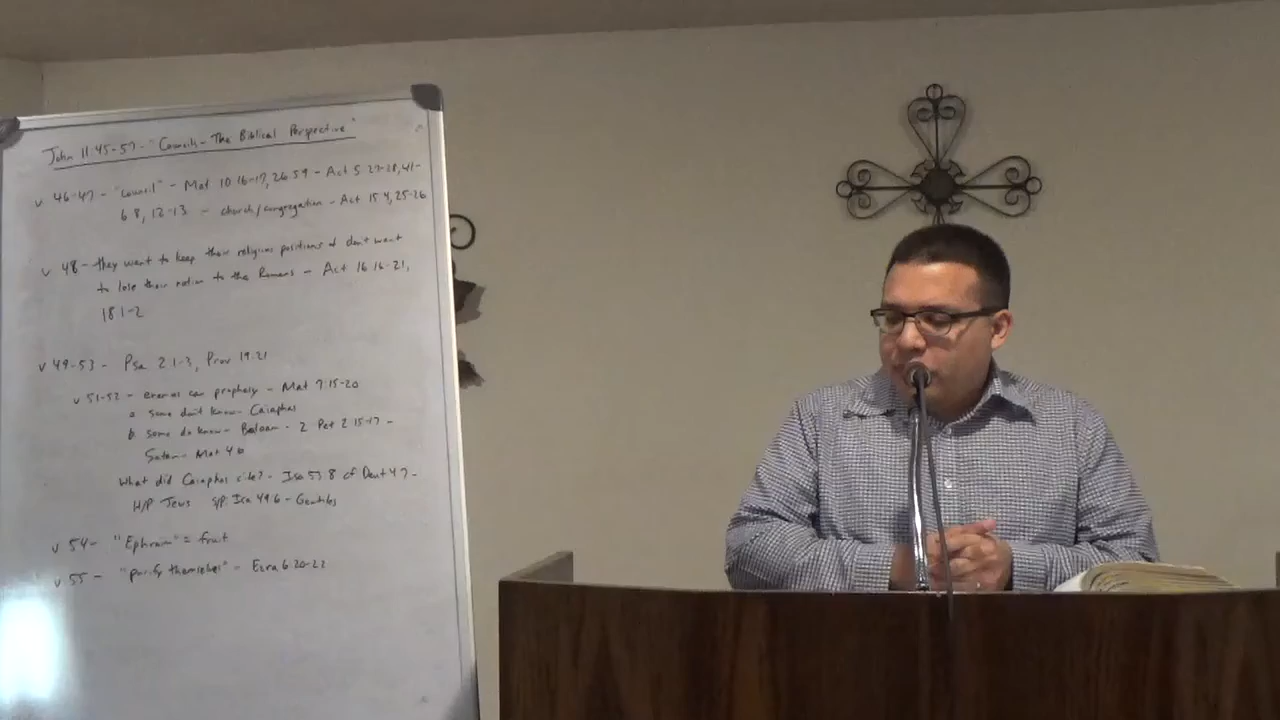 John 11:45-57 - "Councils - The Biblical Perspective"
v 46-47 - "council" - Mat 10 16-17, 26 59 - Act 5 27-28, 41-
6 8, 12-13 - church/congregation - Act 15 4, 25-26
v 48 - they want to keep their religious positions & don't want
to lose their nation to the Romans - Act 16 16-21,
18 1-2
v 49-53 - Psa 2:1-3, Prov 19:21
v 51-52 - enemies can prophesy - Mat 7:15-20
a some don't know - Caiaphas
b some do know - Balaam - 2 Pet 2 15-17 -
Satan - Mat 4 6
What did Caiaphas cite? - Isa 53 8 cf Deut 4 7 -
H/P Jews S/P: Isa 49:6 - Gentiles
v 54 - "Ephraim" = fruit
v 55 - "purify themselves" - Ezra 6 20-22